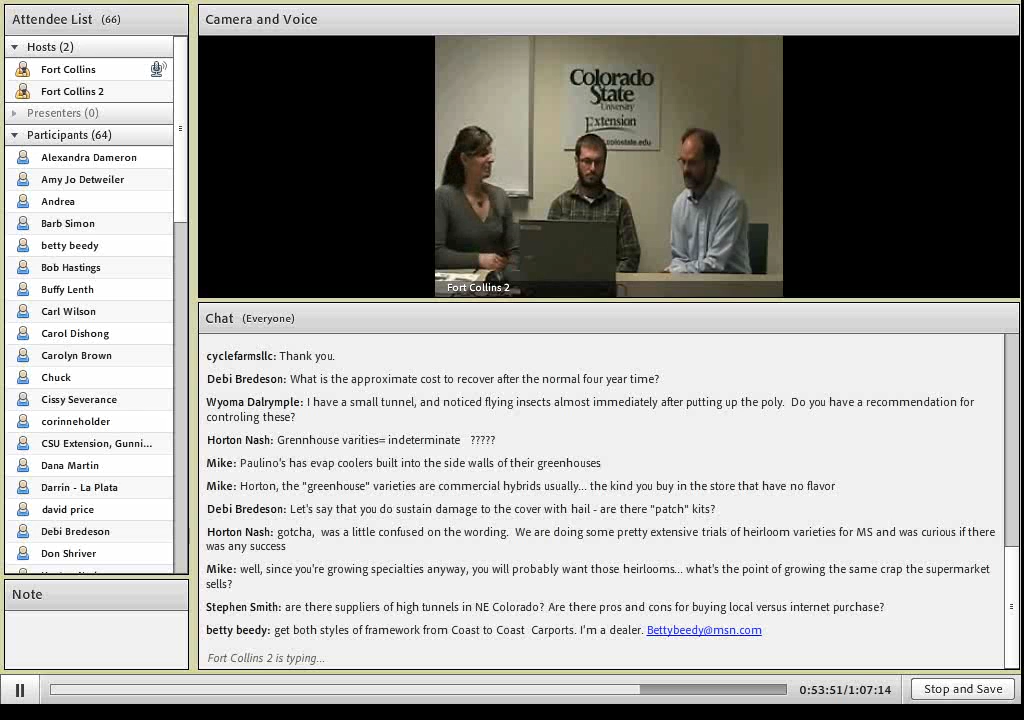 Attendee List (66)
Hosts (2)
Fort Collins
Fort Collins 2
Presenters (0)
Participants (64)
Alexandra Dameron
Amy Jo Detweiler
Andrea
Barb Simon
betty beedy
Bob Hastings
Buffy Lenth
Carl Wilson
Carol Dishong
Carolyn Brown
Chuck
Cissy Severance
corinneholder
CSU Extension, Gunni...
Dana Martin
Darrin - La Plata
david price
Debi Bredeson
Don Shriver
Note
Camera and Voice
Colorado
State
University
Extension
.colostate.edu
Fort Collins 2
Chat (Everyone)
cyclefarmsllc: Thank you.
Debi Bredeson: What is the approximate cost to recover after the normal four year time?
Wyoma Dalrymple: I have a small tunnel, and noticed flying insects almost immediately after putting up the poly. Do you have a recommendation for
controling these?
Horton Nash: Grennhouse varities= indeterminate ?????
Mike: Paulino's has evap coolers built into the side walls of their greenhouses
Mike: Horton, the "greenhouse" varieties are commercial hybrids usually... the kind you buy in the store that have no flavor
Debi Bredeson: Let's say that you do sustain damage to the cover with hail - are there "patch" kits?
Horton Nash: gotcha, was a little confused on the wording. We are doing some pretty extensive trials of heirloom varieties for MS and was curious if there
was any success
Mike: well, since you're growing specialties anyway, you will probably want those heirlooms... what's the point of growing the same crap the supermarket
sells?
Stephen Smith: are there suppliers of high tunnels in NE Colorado? Are there pros and cons for buying local versus internet purchase?
betty beedy: get both styles of framework from Coast to Coast Carports. I'm a dealer. Bettybeedy@msn.com
Fort Collins 2 is typing...
0:53:51/1:07:14
Stop and Save